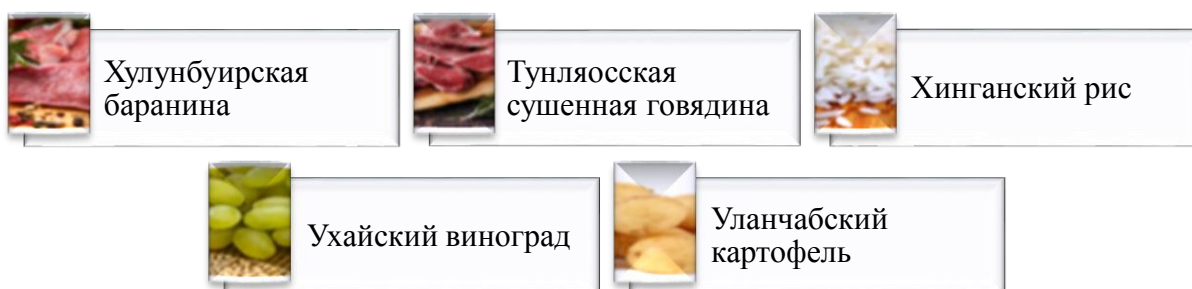 Хулунбуирская
баранина
Тунляосская
сушенная говядина
Хинганский рис
Ухайский виноград
Уланчабский
картофель